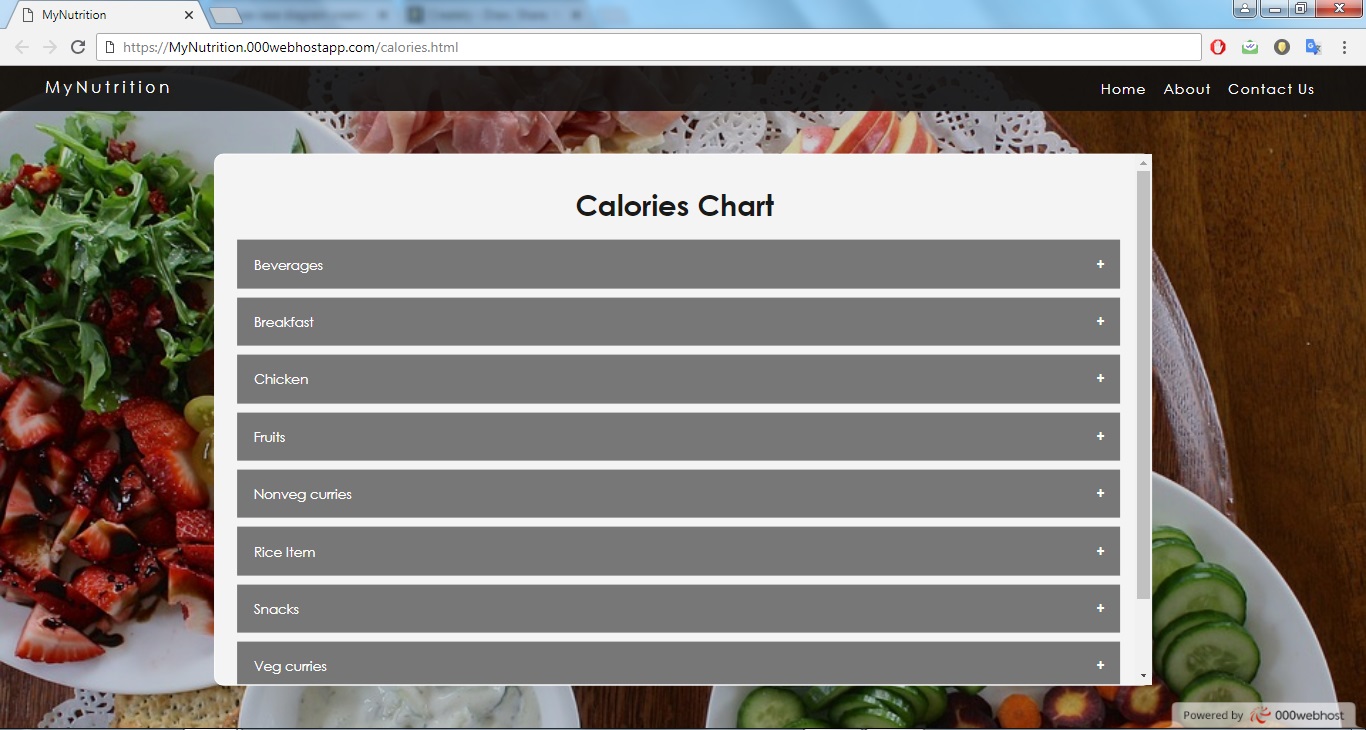 MyNutrition
https://MyNutrition.000webhostapp.com/calories.html
MyNutrition
Home About Contact Us
Calories Chart
Beverages +
Breakfast +
Chicken +
Fruits +
Nonveg curries +
Rice Item +
Snacks +
Veg curries +
Powered by 000webhost